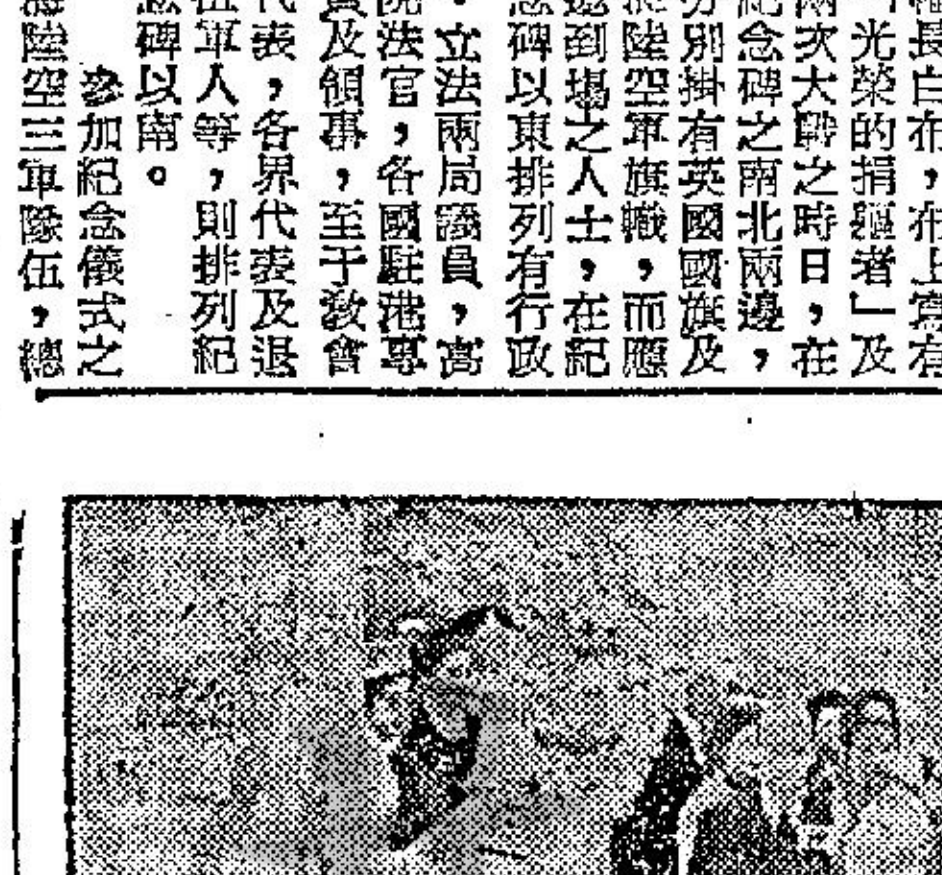 長白布，布上寫有
光榮的捐軀者」及
兩次大戰之時日，在
紀念碑之南北兩邊，
分別掛有英國國旗及
陸空軍旗幟，而應
邀到場之人士，在紀
念碑以東排列有行政
立法兩局議員，高
院法官，各國駐港專
員及領事，至于敎會
代表，各界代表及退
伍軍人等，則排列紀
念碑以南。
參加紀念儀式之
海陸空三軍隊伍，總